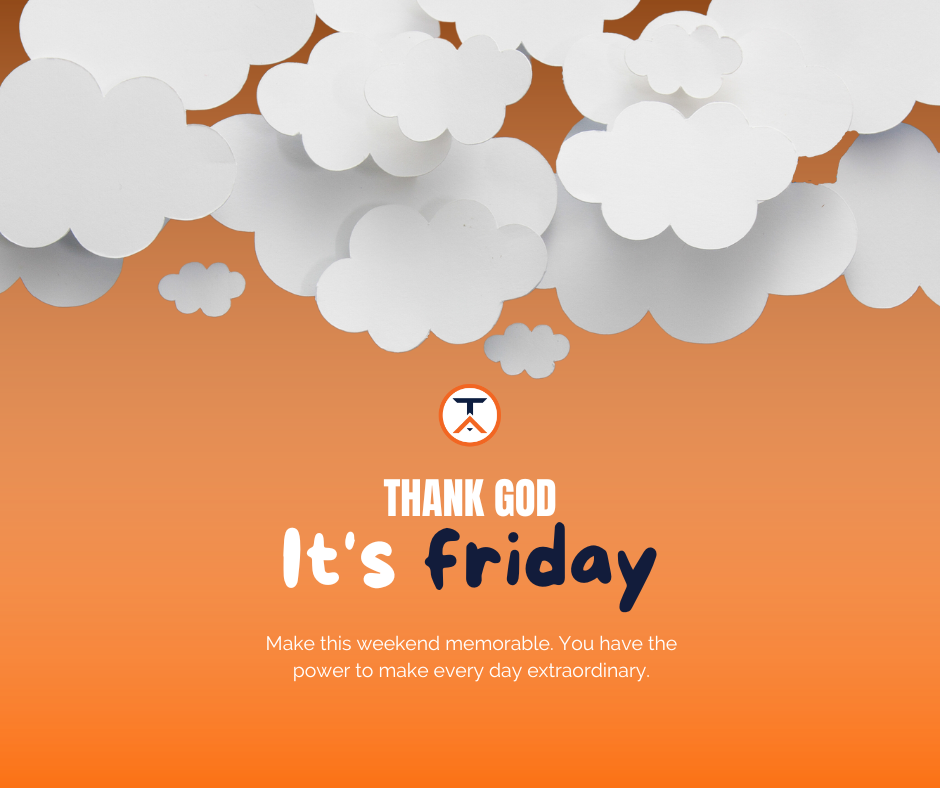 THANK GOD
It's friday
Make this weekend memorable. You have the
power to make every day extraordinary.